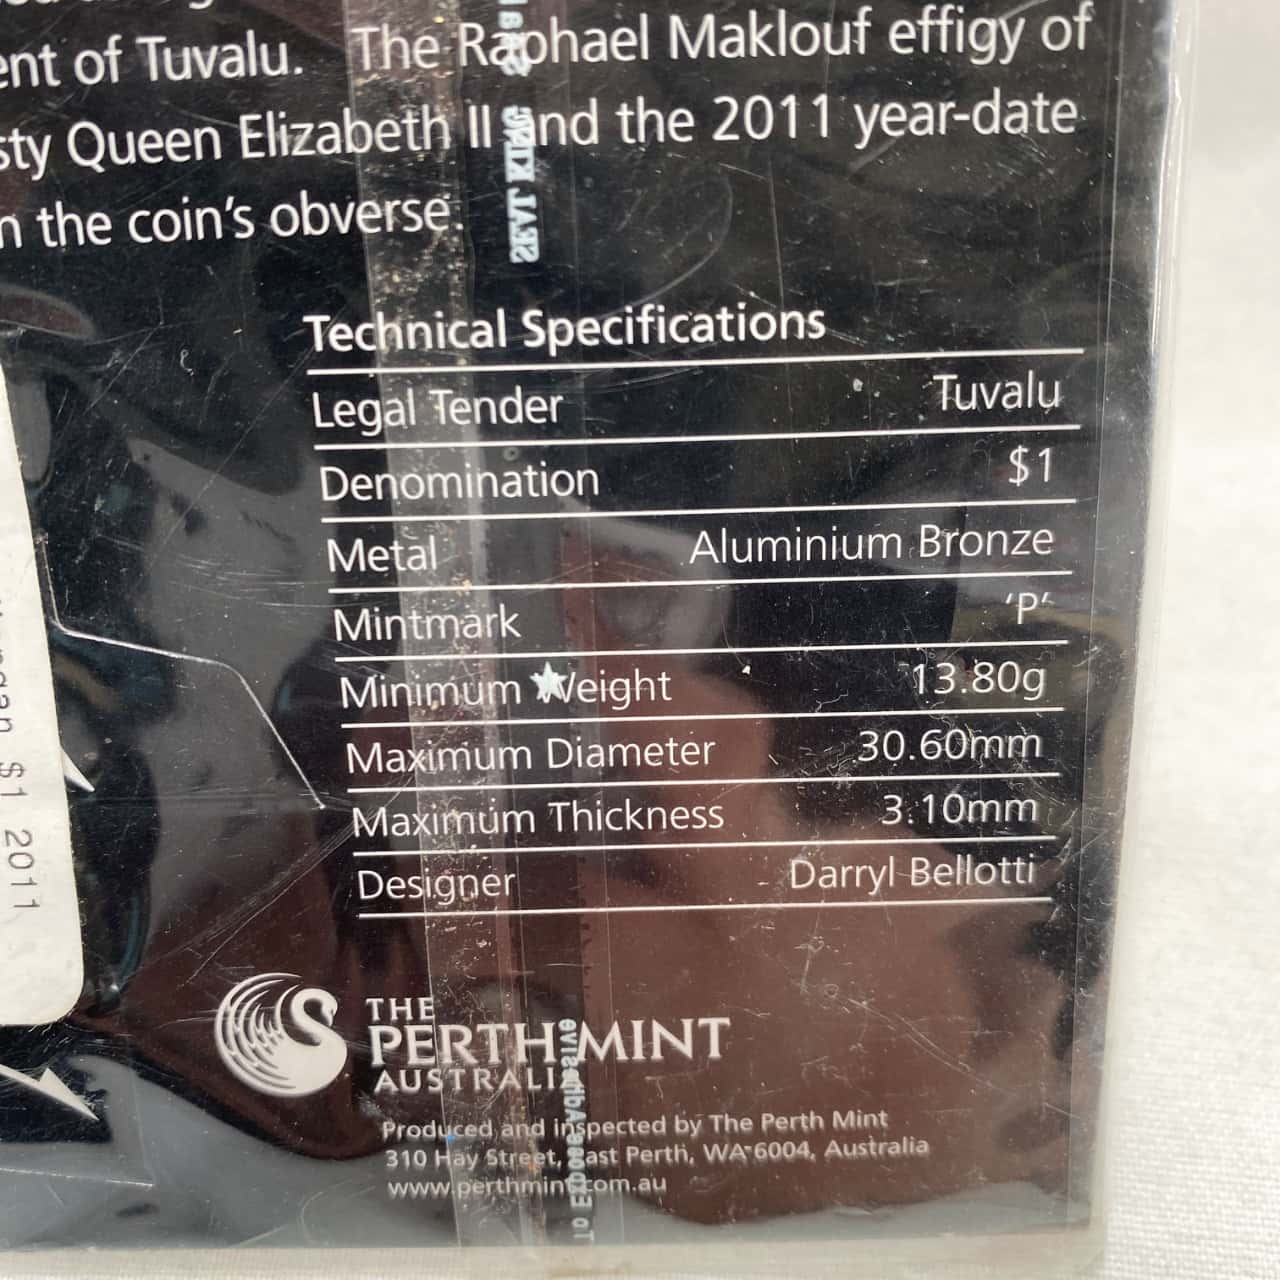 ent of Tuvalu. The Raphael Maklouf effigy of
sty Queen Elizabeth II and the 2011 year-date
n the coin's obverse.
Technical Specifications
Legal Tender Tuvalu
Denomination $1
Metal Aluminium Bronze
Mintmark 'P'
Minimum Weight 13.80g
Maximum Diameter 30.60mm
Maximum Thickness 3.10mm
Designer Darryl Bellotti
$1 2011
THE
PERTH MINT
AUSTRALIA
Produced and inspected by The Perth Mint
310 Hay Street, East Perth, WA 6004, Australia
www.perthmint.com.au